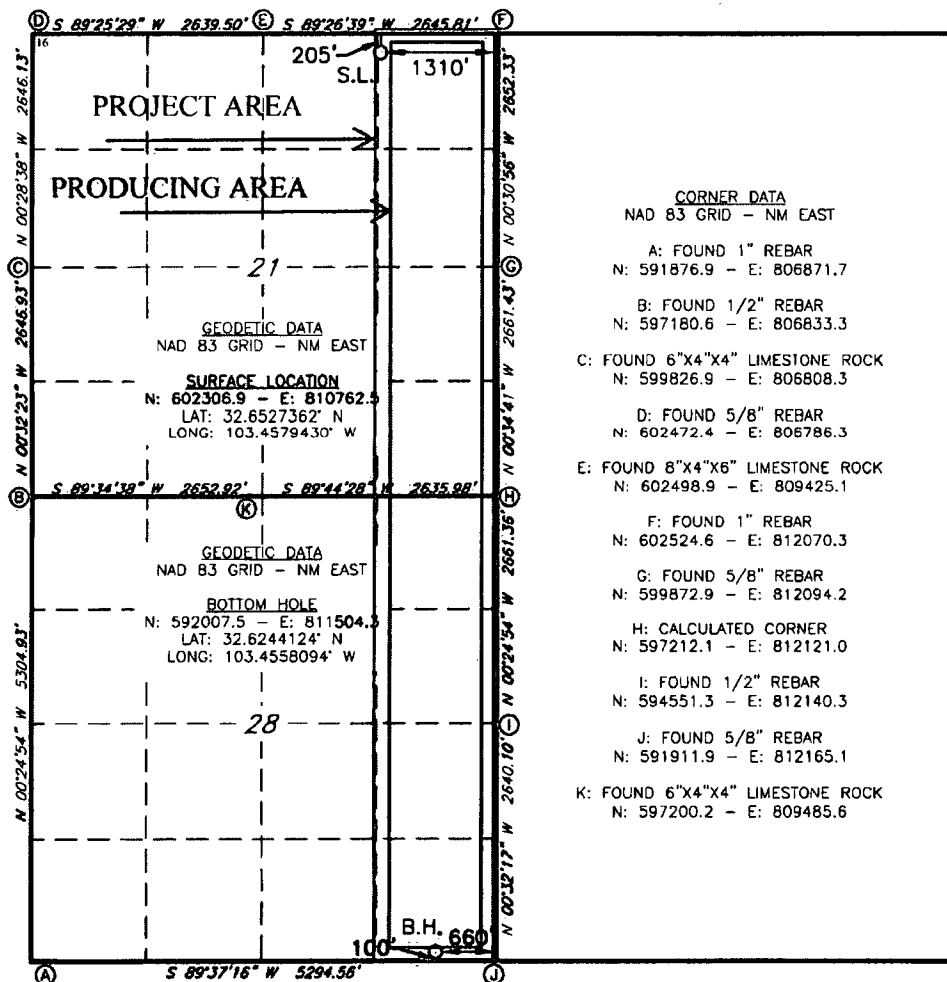 D S 89°25'29" W 2639.50' E S 89°26'39" W 2645.81' F
16
205'
S.L.
1310'
N 00°28'38" W 2646.13'
N 00°30'56" W 2652.33'
PROJECT AREA
PRODUCING AREA
C
21
G
GEODETIC DATA
NAD 83 GRID - NM EAST
SURFACE LOCATION
N: 602306.9 - E: 810762.5
LAT: 32.6527362° N
LONG: 103.4579430° W
N 00°32'23" W 2646.93'
N 00°34'41" W 2661.43'
B S 89°34'38" W 2652.92' S 89°44'28" W 2635.98' H
K
GEODETIC DATA
NAD 83 GRID - NM EAST
BOTTOM HOLE
N: 592007.5 - E: 811504.3
LAT: 32.6244124° N
LONG: 103.4558094° W
N 00°24'54" W 5304.93'
N 00°24'54" W 2661.36'
28
I
N 00°32'17" W 2640.10'
B.H.
100'
660'
A S 89°37'16" W 5294.56' J
CORNER DATA
NAD 83 GRID - NM EAST
A: FOUND 1" REBAR
N: 591876.9 - E: 806871.7
B: FOUND 1/2" REBAR
N: 597180.6 - E: 806833.3
C: FOUND 6"X4"X4" LIMESTONE ROCK
N: 599826.9 - E: 806808.3
D: FOUND 5/8" REBAR
N: 602472.4 - E: 806786.3
E: FOUND 8"X4"X6" LIMESTONE ROCK
N: 602498.9 - E: 809425.1
F: FOUND 1" REBAR
N: 602524.6 - E: 812070.3
G: FOUND 5/8" REBAR
N: 599872.9 - E: 812094.2
H: CALCULATED CORNER
N: 597212.1 - E: 812121.0
I: FOUND 1/2" REBAR
N: 594551.3 - E: 812140.3
J: FOUND 5/8" REBAR
N: 591911.9 - E: 812165.1
K: FOUND 6"X4"X4" LIMESTONE ROCK
N: 597200.2 - E: 809485.6